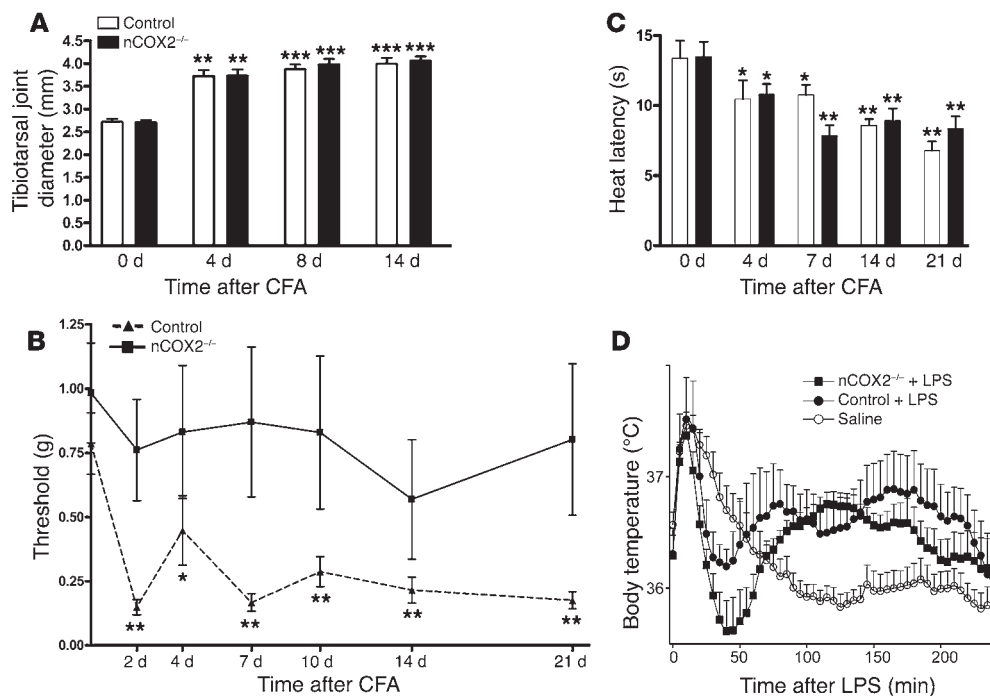 A
Control
nCOX2–/–
4.5
4.0
3.5
3.0
2.5
2.0
1.5
1.0
0.5
0.0
** ** *** *** *** ***
Tibiotarsal joint
diameter (mm)
0 d 4 d 8 d 14 d
Time after CFA
C
15
10
5
0
* * * ** ** ** ** **
Heat latency (s)
0 d 4 d 7 d 14 d 21 d
Time after CFA
B
Control
nCOX2–/–
1.25
1.00
0.75
0.50
0.25
0.00
Threshold (g)
** * ** ** ** **
2 d 4 d 7 d 10 d 14 d 21 d
Time after CFA
D
nCOX2–/– + LPS
Control + LPS
Saline
37
36
Body temperature (°C)
0 50 100 150 200
Time after LPS (min)